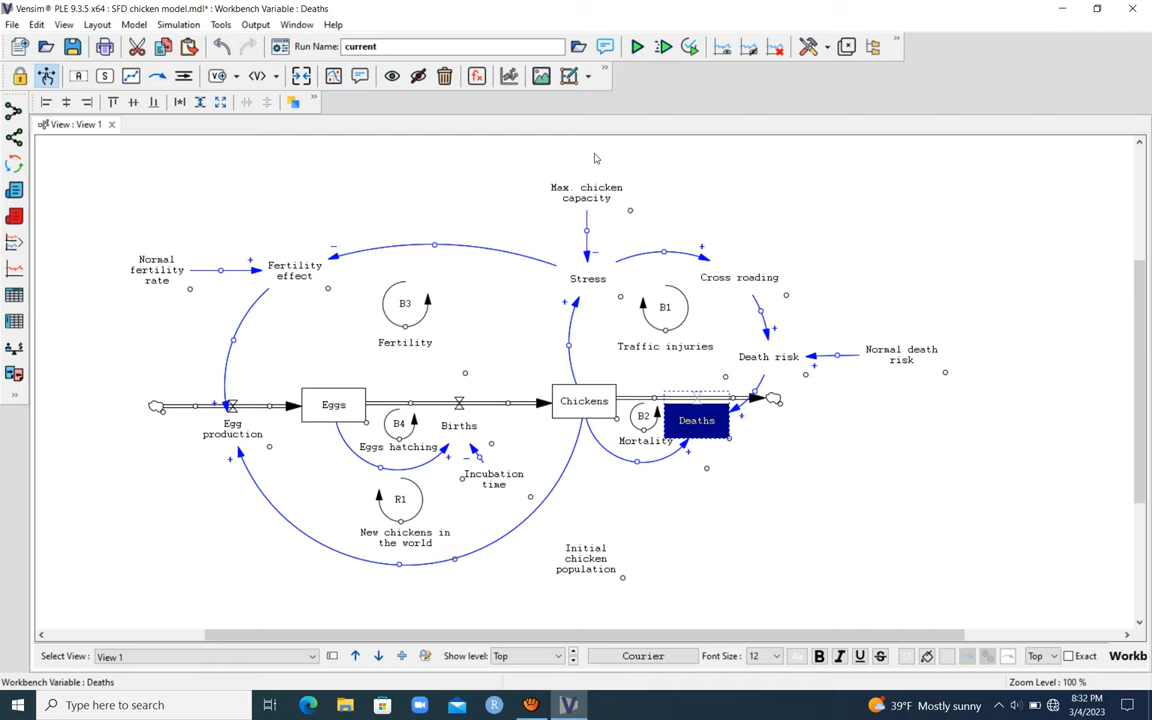 Vensim® PLE 9.3.5 x64 : SFD chicken model.mdl* : Workbench Variable : Deaths
File Edit View Layout Model Simulation Tools Output Window Help
Run Name: current
A S
View : View 1
Max. chicken
capacity
Normal
fertility
rate
Fertility
effect
Stress
Cross roading
B3
Fertility
B1
Traffic injuries
Death risk
Normal death
risk
Eggs
Chickens
Deaths
Egg
production
B4
Eggs hatching
Births
B2
Mortality
Incubation
time
R1
New chickens in
the world
Initial
chicken
population
Select View: View 1 Show level: Top Courier Font Size: 12 B I U S Top Exact Workb
Workbench Variable : Deaths Zoom Level : 100 %
Type here to search 39°F Mostly sunny 8:32 PM
3/4/2023